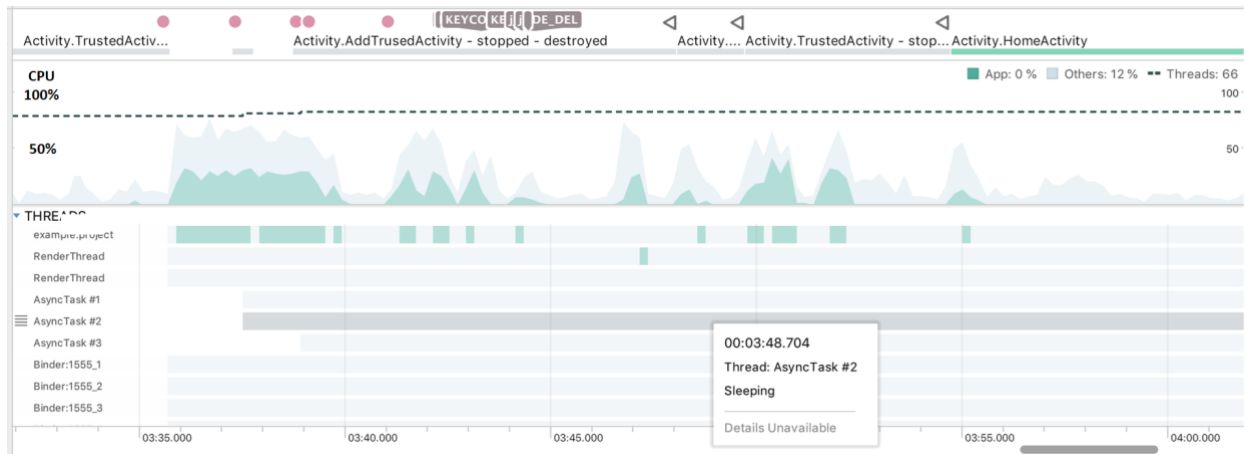 KEYCO KE j j DE_DEL
Activity.TrustedActiv... Activity.AddTrusedActivity - stopped - destroyed Activity.... Activity.TrustedActivity - stop... Activity.HomeActivity
CPU App: 0 % Others: 12 % Threads: 66
100% 100
50% 50
THREADS
example.project
RenderThread
RenderThread
AsyncTask #1
AsyncTask #2
AsyncTask #3
Binder:1555_1
Binder:1555_2
Binder:1555_3
00:03:48.704
Thread: AsyncTask #2
Sleeping
Details Unavailable
03:35.000 03:40.000 03:45.000 03:55.000 04:00.000